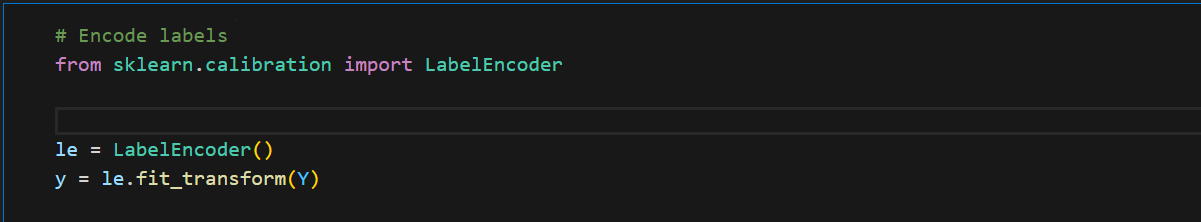 # Encode labels
from sklearn.calibration import LabelEncoder
le = LabelEncoder()
y = le.fit_transform(Y)